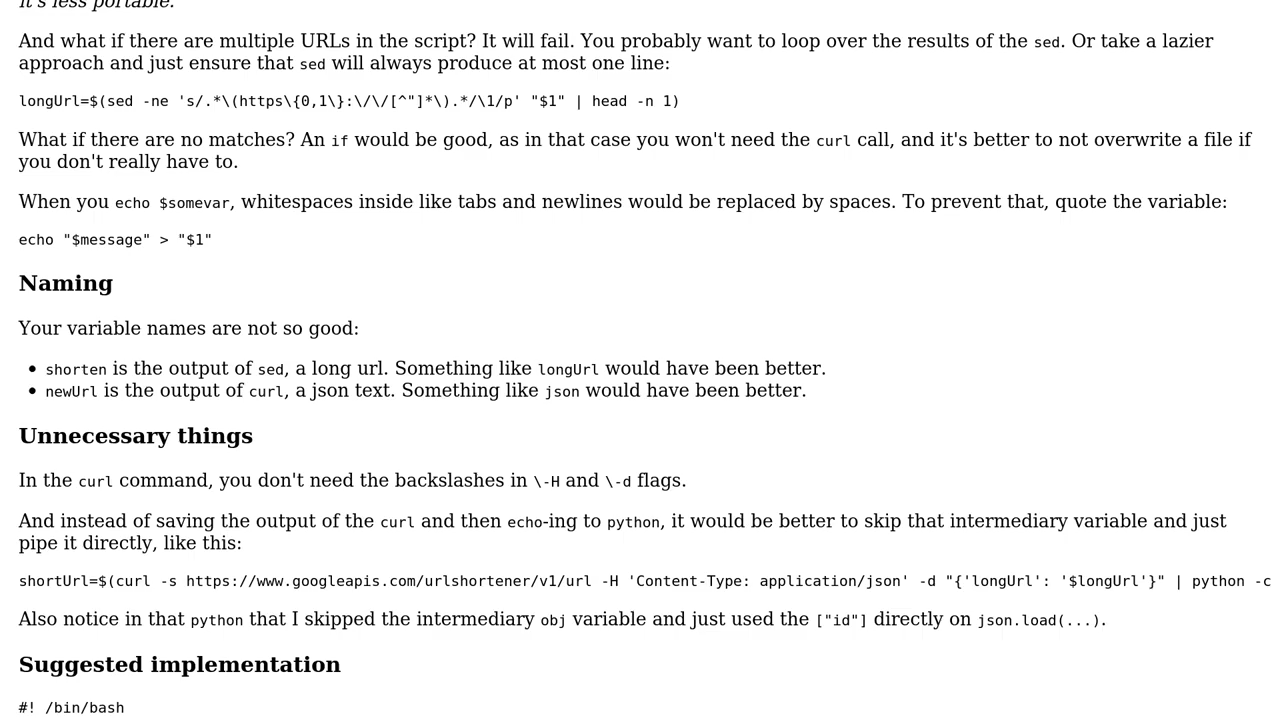 it's less portable.
And what if there are multiple URLs in the script? It will fail. You probably want to loop over the results of the sed. Or take a lazier
approach and just ensure that sed will always produce at most one line:
longUrl=$(sed -ne 's/.*\(https\{0,1\}:\/\/[^"]*\).*/\1/p' "$1" | head -n 1)
What if there are no matches? An if would be good, as in that case you won't need the curl call, and it's better to not overwrite a file if
you don't really have to.
When you echo $somevar, whitespaces inside like tabs and newlines would be replaced by spaces. To prevent that, quote the variable:
echo "$message" > "$1"
Naming
Your variable names are not so good:
• shorten is the output of sed, a long url. Something like longUrl would have been better.
• newUrl is the output of curl, a json text. Something like json would have been better.
Unnecessary things
In the curl command, you don't need the backslashes in \-H and \-d flags.
And instead of saving the output of the curl and then echo-ing to python, it would be better to skip that intermediary variable and just
pipe it directly, like this:
shortUrl=$(curl -s https://www.googleapis.com/urlshortener/v1/url -H 'Content-Type: application/json' -d "{'longUrl': '$longUrl'}" | python -c
Also notice in that python that I skipped the intermediary obj variable and just used the ["id"] directly on json.load(...).
Suggested implementation
#! /bin/bash